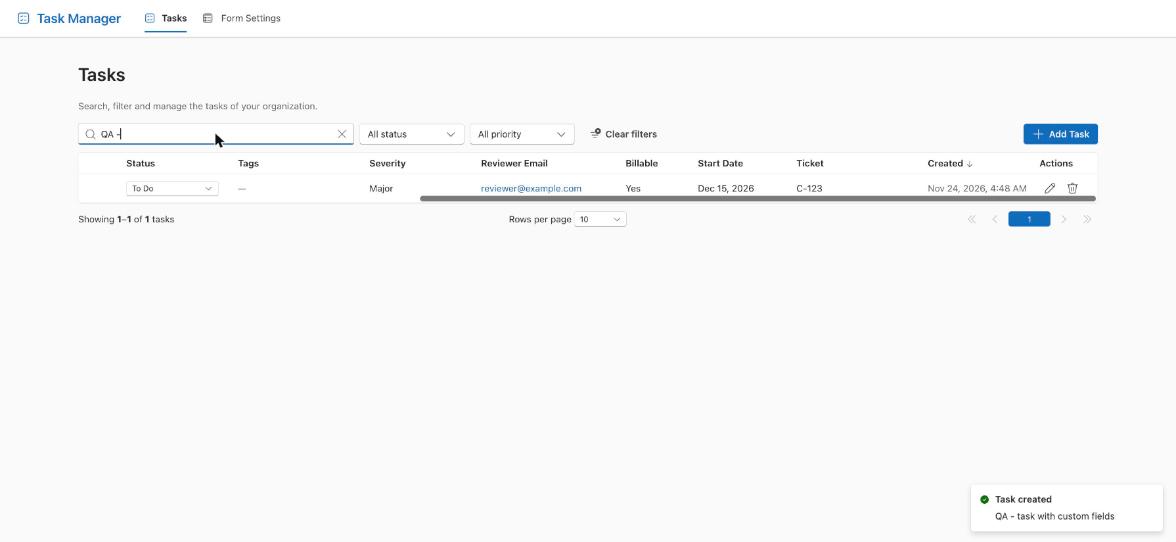 Task Manager Tasks Form Settings
Tasks
Search, filter and manage the tasks of your organization.
QA - All status All priority Clear filters Add Task
Status Tags Severity Reviewer Email Billable Start Date Ticket Created ↓ Actions
To Do — Major reviewer@example.com Yes Dec 15, 2026 C-123 Nov 24, 2026, 4:48 AM
Showing 1–1 of 1 tasks Rows per page 10 1
Task created
QA - task with custom fields